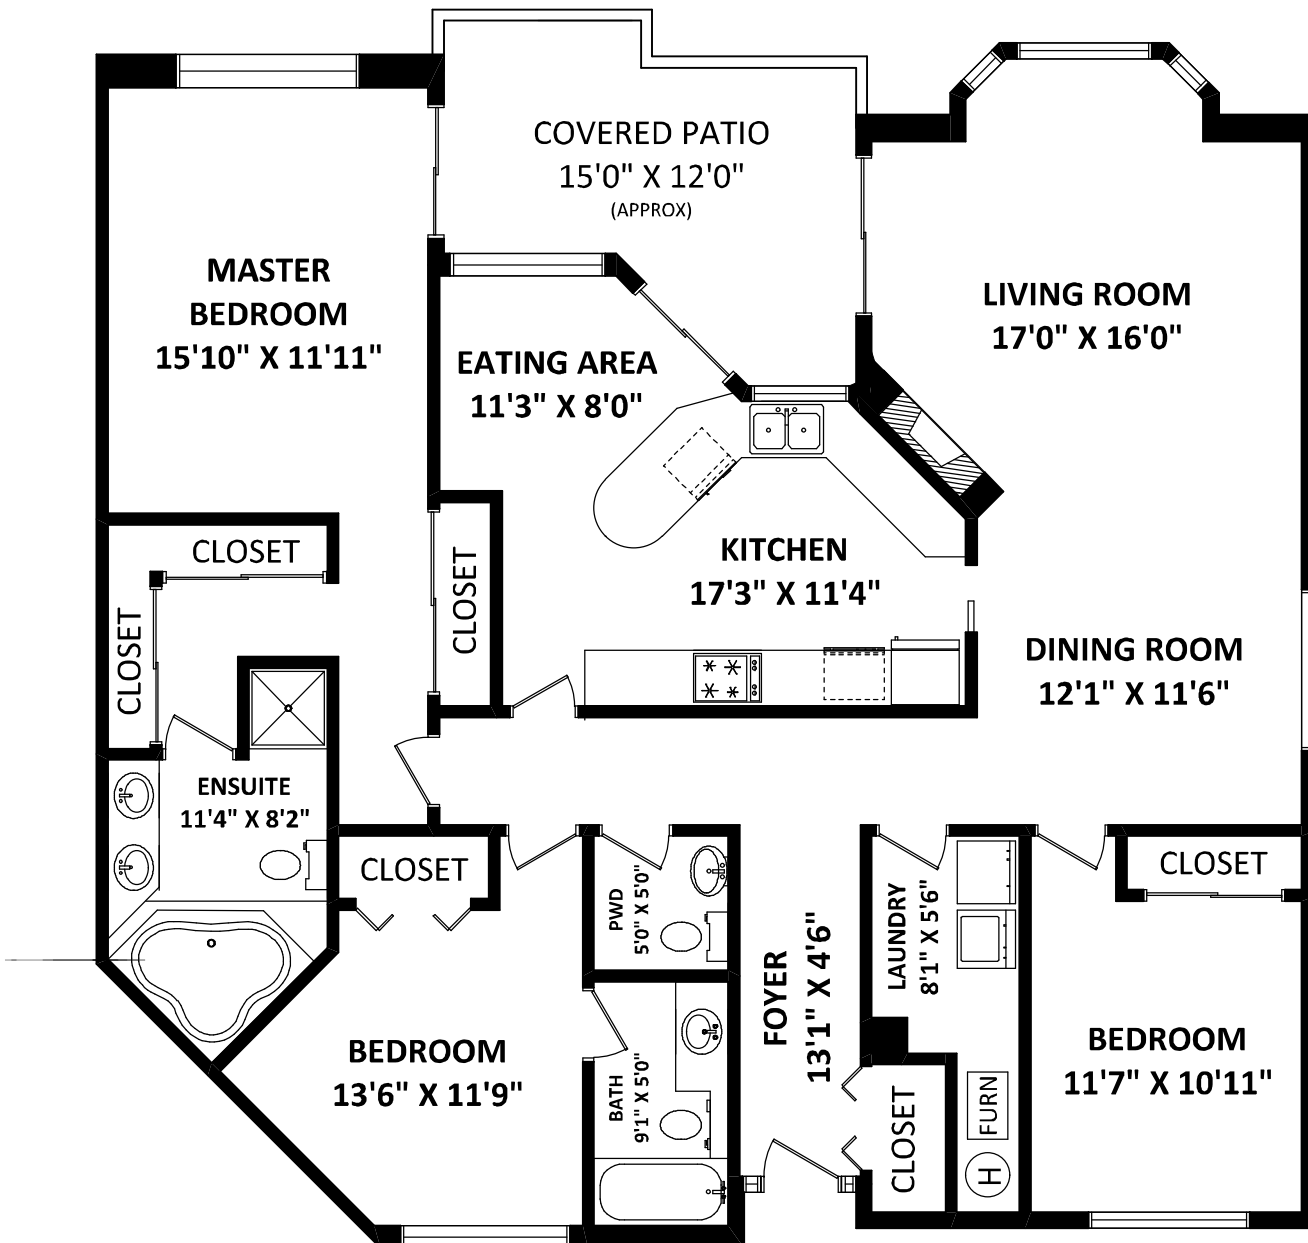 COVERED PATIO
15'0" X 12'0"
(APPROX)
MASTER
BEDROOM
15'10" X 11'11"
LIVING ROOM
17'0" X 16'0"
EATING AREA
11'3" X 8'0"
KITCHEN
17'3" X 11'4"
CLOSET
CLOSET
CLOSET
DINING ROOM
12'1" X 11'6"
ENSUITE
11'4" X 8'2"
CLOSET
PWD
5'0" X 5'0"
LAUNDRY
8'1" X 5'6"
CLOSET
FOYER
13'1" X 4'6"
BEDROOM
13'6" X 11'9"
BATH
9'1" X 5'0"
BEDROOM
11'7" X 10'11"
CLOSET
FURN
H